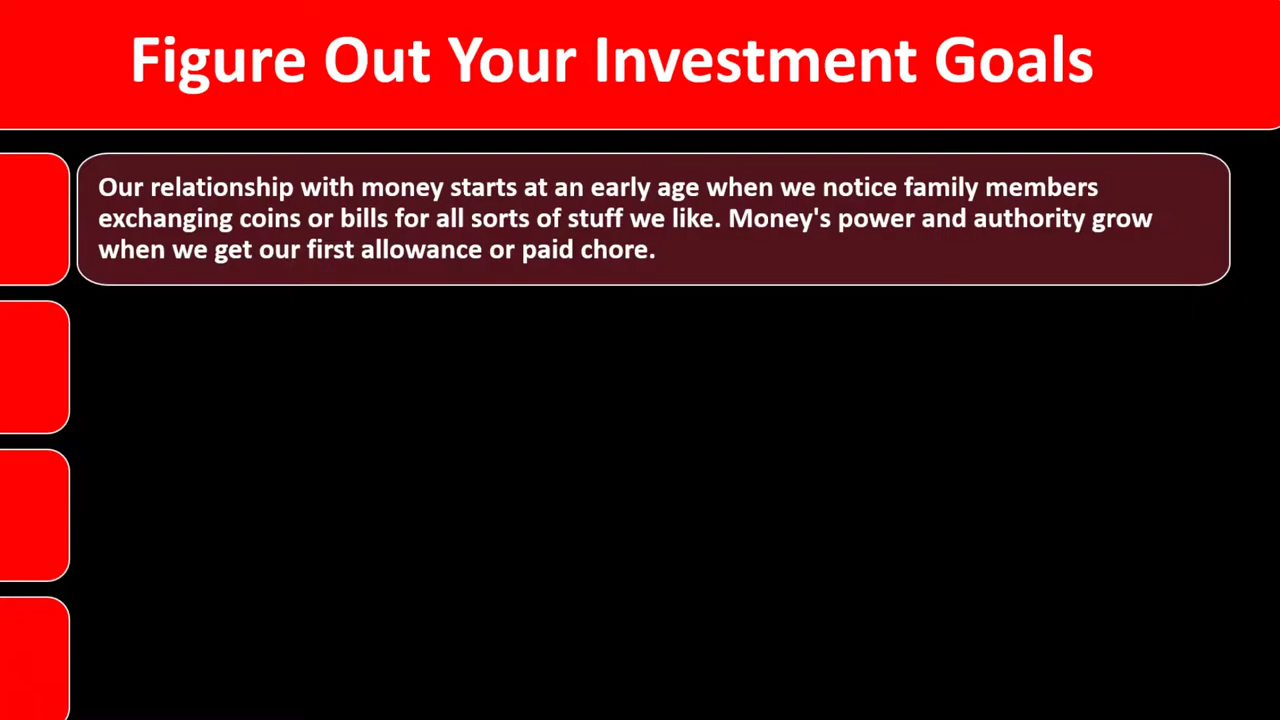 Figure Out Your Investment Goals
Our relationship with money starts at an early age when we notice family members
exchanging coins or bills for all sorts of stuff we like. Money's power and authority grow
when we get our first allowance or paid chore.